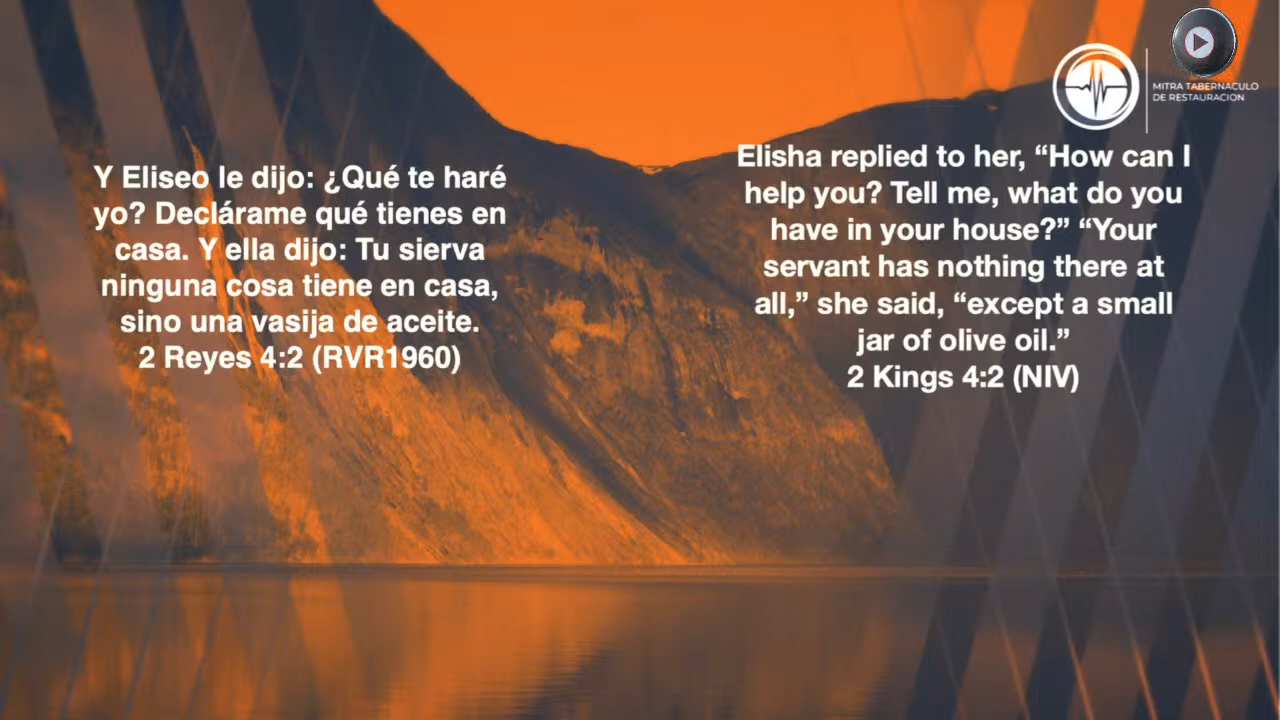 Y Eliseo le dijo: ¿Qué te haré
yo? Declárame qué tienes en
casa. Y ella dijo: Tu sierva
ninguna cosa tiene en casa,
sino una vasija de aceite.
2 Reyes 4:2 (RVR1960)
Elisha replied to her, “How can I
help you? Tell me, what do you
have in your house?” “Your
servant has nothing there at
all,” she said, “except a small
jar of olive oil.”
2 Kings 4:2 (NIV)
MITRA TABERNACULO
DE RESTAURACION